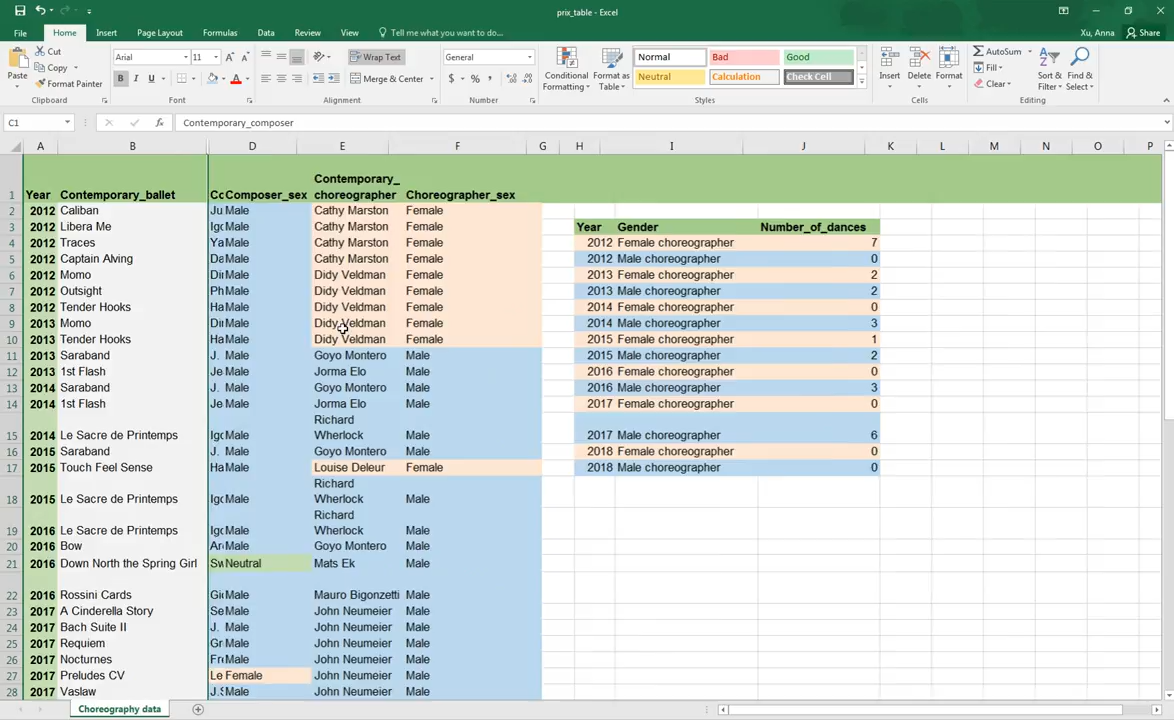 prix_table - Excel
Xu, Anna
Share
File Home Insert Page Layout Formulas Data Review View Tell me what you want to do...
Paste
Cut
Copy
Format Painter
Clipboard
Arial 11
B I U
Font
Wrap Text
Merge & Center
Alignment
General
$ % ,
Number
Conditional Formatting
Format as Table
Normal Bad Good
Neutral Calculation Check Cell
Styles
Insert Delete Format
Cells
AutoSum
Fill
Clear
Sort & Filter
Find & Select
Editing
C1 fx Contemporary_composer
A B D E F G H I J K L M N O P
1 Year Contemporary_ballet Co Composer_sex Contemporary_choreographer Choreographer_sex
2 2012 Caliban Ju Male Cathy Marston Female
3 2012 Libera Me Igo Male Cathy Marston Female Year Gender Number_of_dances
4 2012 Traces Ya Male Cathy Marston Female 2012 Female choreographer 7
5 2012 Captain Alving Da Male Cathy Marston Female 2012 Male choreographer 0
6 2012 Momo Di Male Didy Veldman Female 2013 Female choreographer 2
7 2012 Outsight Ph Male Didy Veldman Female 2013 Male choreographer 2
8 2012 Tender Hooks Ha Male Didy Veldman Female 2014 Female choreographer 0
9 2013 Momo Di Male Didy Veldman Female 2014 Male choreographer 3
10 2013 Tender Hooks Ha Male Didy Veldman Female 2015 Female choreographer 1
11 2013 Saraband J. Male Goyo Montero Male 2015 Male choreographer 2
12 2013 1st Flash Je Male Jorma Elo Male 2016 Female choreographer 0
13 2014 Saraband J. Male Goyo Montero Male 2016 Male choreographer 3
14 2014 1st Flash Je Male Jorma Elo Male 2017 Female choreographer 0
15 2014 Le Sacre de Printemps Igo Male Richard Wherlock Male 2017 Male choreographer 6
16 2015 Saraband J. Male Goyo Montero Male 2018 Female choreographer 0
17 2015 Touch Feel Sense Ha Male Louise Deleur Female 2018 Male choreographer 0
18 2015 Le Sacre de Printemps Igo Male Richard Wherlock Male
19 2016 Le Sacre de Printemps Igo Male Richard Wherlock Male
20 2016 Bow Ar Male Goyo Montero Male
21 2016 Down North the Spring Girl Sw Neutral Mats Ek Male
22 2016 Rossini Cards Gi Male Mauro Bigonzetti Male
23 2017 A Cinderella Story Se Male John Neumeier Male
24 2017 Bach Suite II J. Male John Neumeier Male
25 2017 Requiem Gr Male John Neumeier Male
26 2017 Nocturnes Fr Male John Neumeier Male
27 2017 Preludes CV Le Female John Neumeier Male
28 2017 Vaslaw J.S Male John Neumeier Male
Choreography data